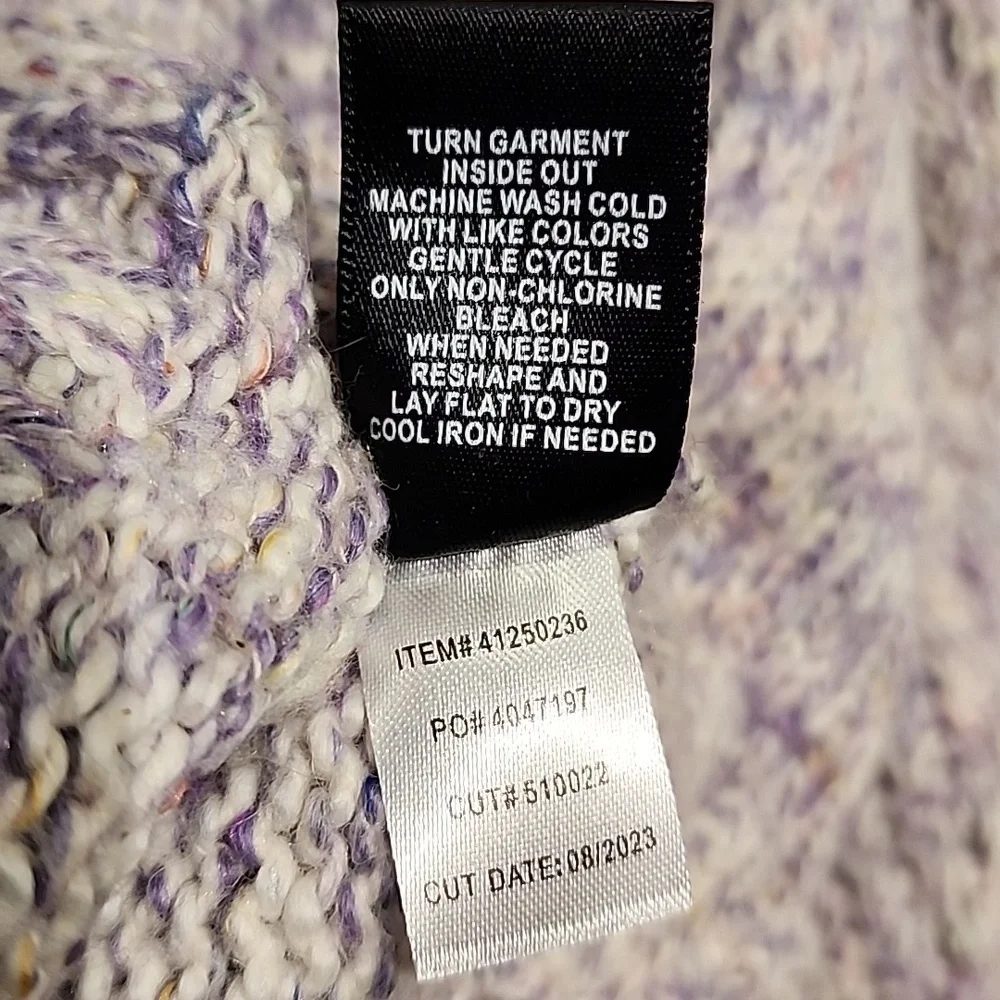 TURN GARMENT
INSIDE OUT
MACHINE WASH COLD
WITH LIKE COLORS
GENTLE CYCLE
ONLY NON-CHLORINE
BLEACH
WHEN NEEDED
RESHAPE AND
LAY FLAT TO DRY
COOL IRON IF NEEDED
ITEM# 41250236
PO# 4047197
CUT# 510022
CUT DATE: 08/2023